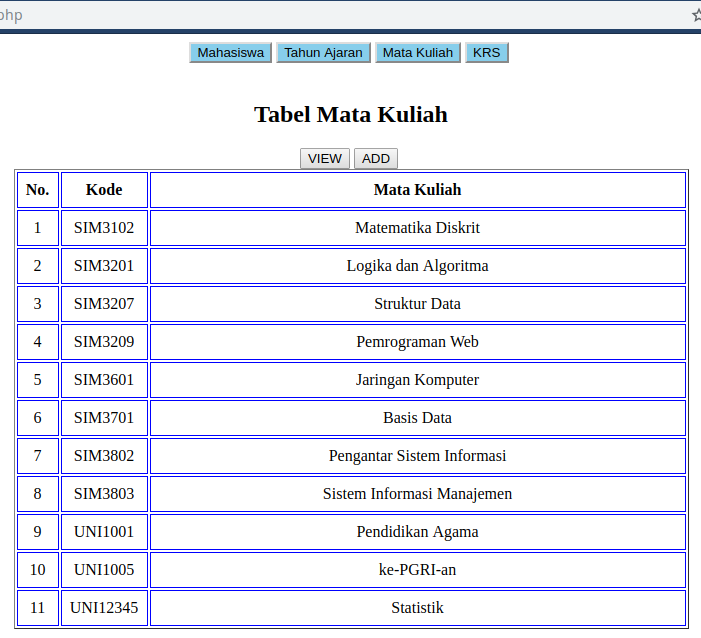 php
Mahasiswa Tahun Ajaran Mata Kuliah KRS
Tabel Mata Kuliah
VIEW ADD
No. Kode Mata Kuliah
1 SIM3102 Matematika Diskrit
2 SIM3201 Logika dan Algoritma
3 SIM3207 Struktur Data
4 SIM3209 Pemrograman Web
5 SIM3601 Jaringan Komputer
6 SIM3701 Basis Data
7 SIM3802 Pengantar Sistem Informasi
8 SIM3803 Sistem Informasi Manajemen
9 UNI1001 Pendidikan Agama
10 UNI1005 ke-PGRI-an
11 UNI12345 Statistik